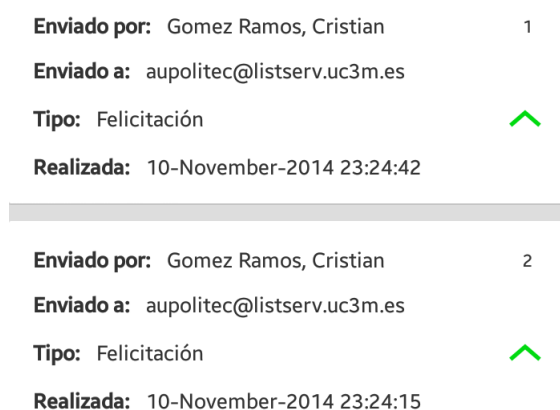 Enviado por: Gomez Ramos, Cristian 1
Enviado a: aupolitec@listserv.uc3m.es
Tipo: Felicitación
Realizada: 10-November-2014 23:24:42
Enviado por: Gomez Ramos, Cristian 2
Enviado a: aupolitec@listserv.uc3m.es
Tipo: Felicitación
Realizada: 10-November-2014 23:24:15